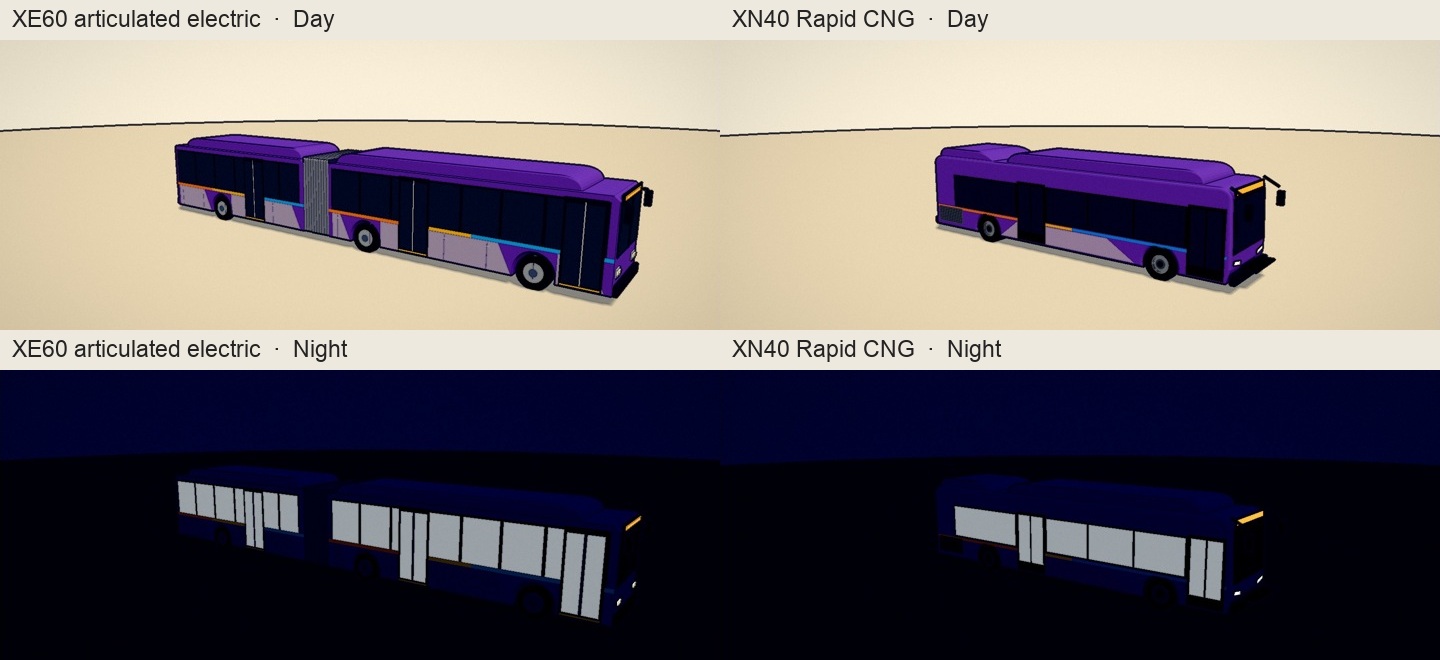 XE60 articulated electric · Day
XN40 Rapid CNG · Day
XE60 articulated electric · Night
XN40 Rapid CNG · Night